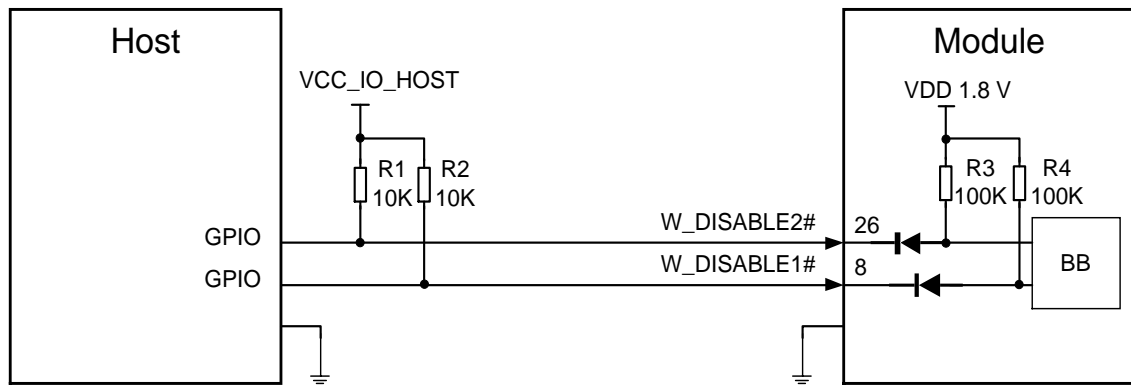 Host
Module
VCC_IO_HOST
VDD 1.8 V
R1
10K
R2
10K
R3
100K
R4
100K
GPIO
W_DISABLE2#
26
GPIO
W_DISABLE1#
8
BB